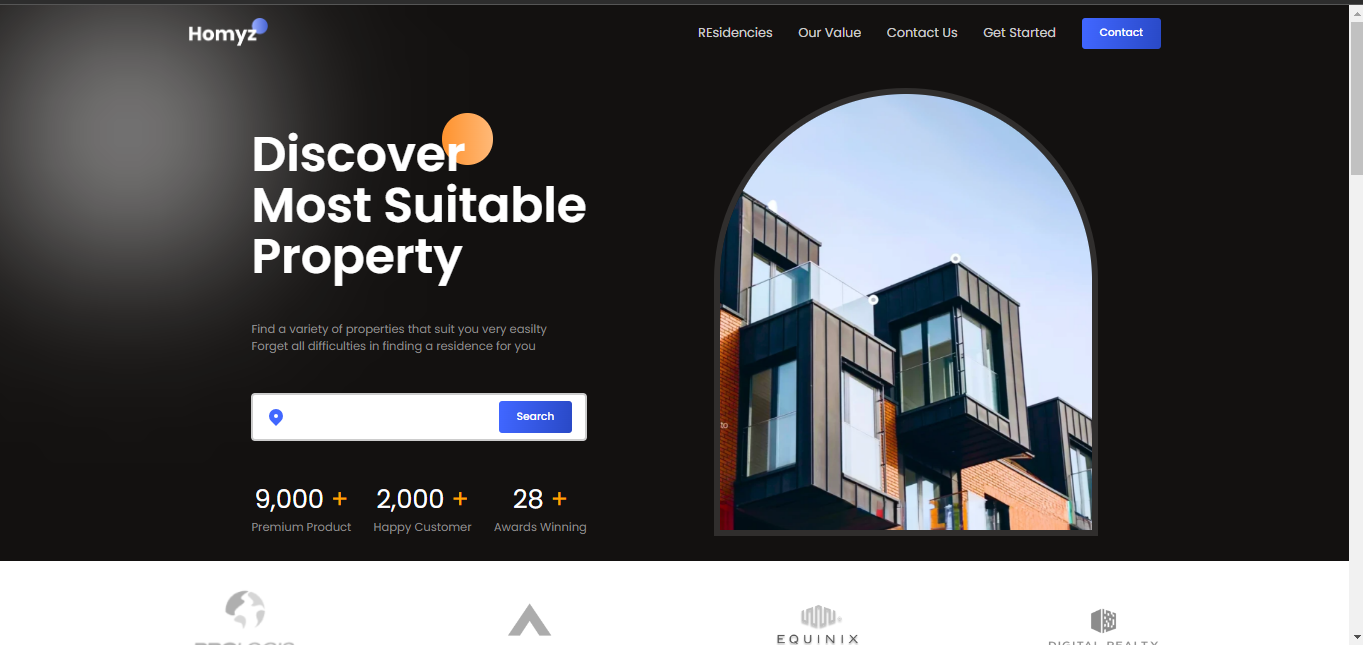 Homyz
REsidencies
Our Value
Contact Us
Get Started
Contact
Discover
Most Suitable
Property
Find a variety of properties that suit you very easilty
Forget all difficulties in finding a residence for you
Search
9,000 +
2,000 +
28 +
Premium Product
Happy Customer
Awards Winning
to
PROLOGIS
EQUINIX
DIGITAL REALTY